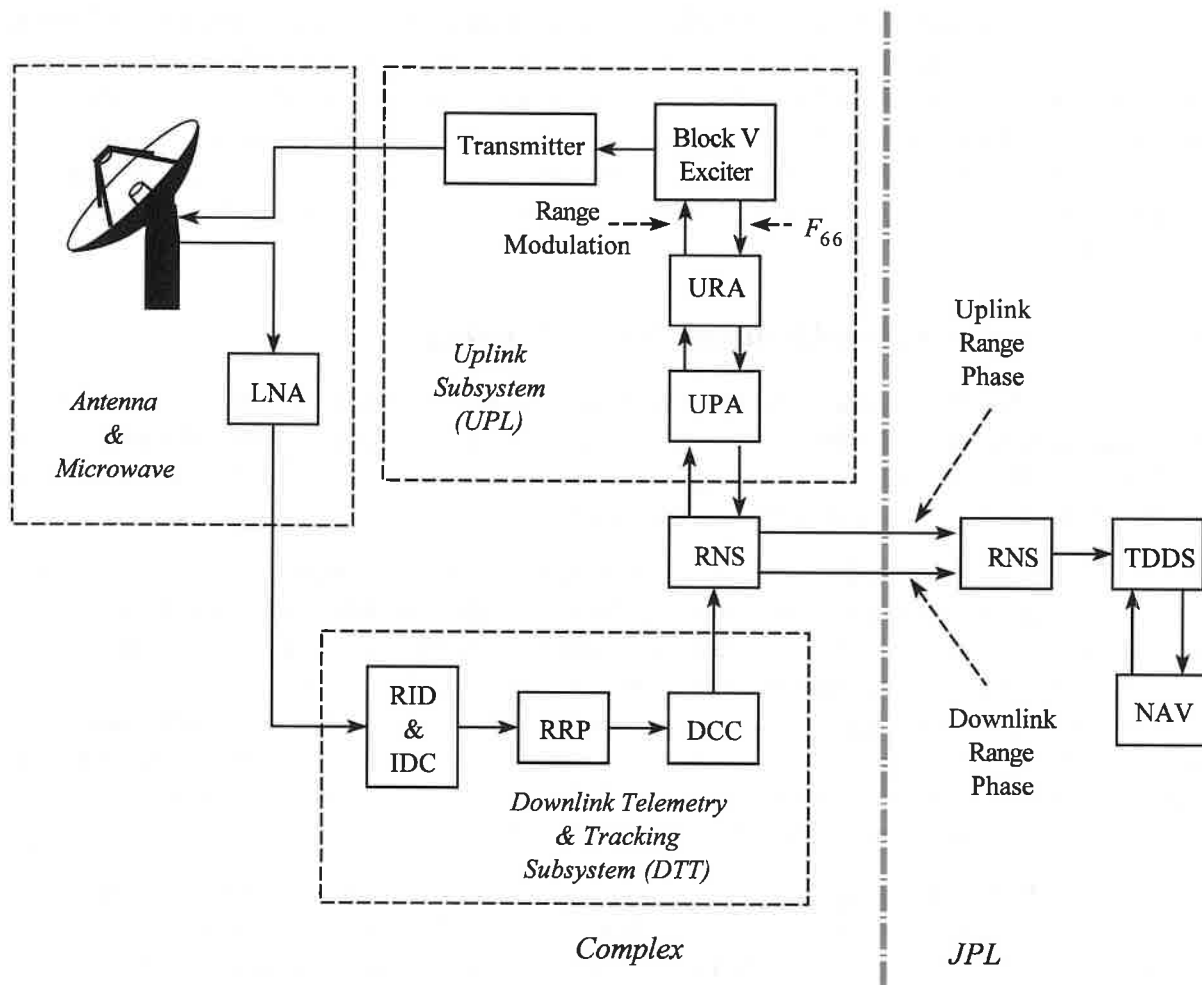 Transmitter
Block V
Exciter
Range
Modulation
F66
URA
Uplink
Subsystem
(UPL)
UPA
LNA
Antenna
&
Microwave
Uplink
Range
Phase
RNS
RNS
TDDS
NAV
RID
&
IDC
RRP
DCC
Downlink
Range
Phase
Downlink Telemetry
& Tracking
Subsystem (DTT)
Complex
JPL